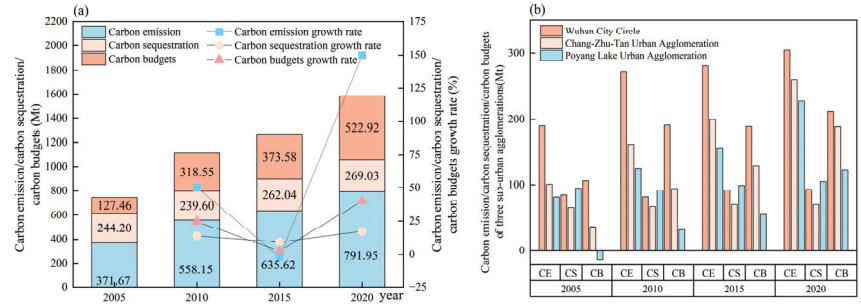 (a)
Carbon emission/carbon sequestration/
carbon budgets (Mt)
2200
2000
1800
1600
1400
1200
1000
800
600
400
200
0
Carbon emission
Carbon sequestration
Carbon budgets
Carbon emission growth rate
Carbon sequestration growth rate
Carbon budgets growth rate
127.46
244.20
371.67
318.55
239.60
558.15
373.58
262.04
635.62
522.92
269.03
791.95
2005
2010
2015
2020
year
175
150
125
100
75
50
25
0
-25
Carbon emission/carbon sequestration/
carbon budgets growth rate (%)
(b)
Carbon emission/carbon sequestration/carbon budgets
of three sub-urban agglomerations(Mt)
300
200
100
0
Wuhan City Circle
Chang-Zhu-Tan Urban Agglomeration
Poyang Lake Urban Agglomeration
CE CS CB CE CS CB CE CS CB CE CS CB
2005 2010 2015 2020